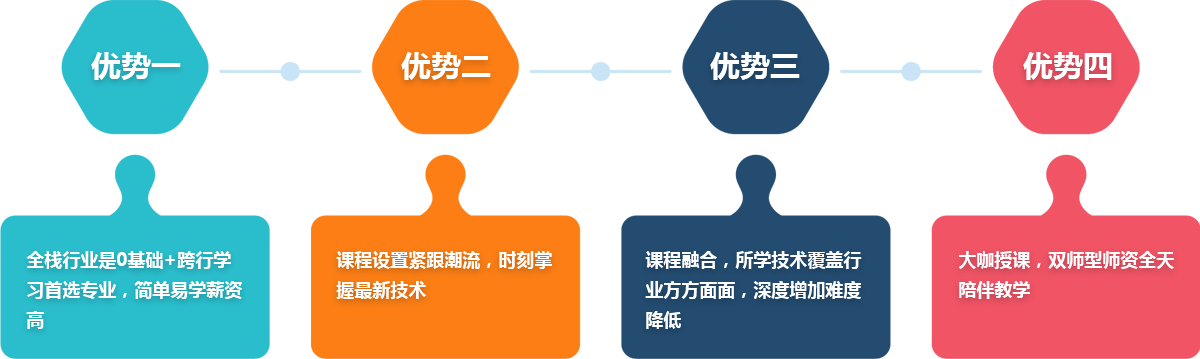 优势一
优势二
优势三
优势四
全栈行业是0基础+跨行学
习首选专业，简单易学薪资
高
课程设置紧跟潮流，时刻掌
握最新技术
课程融合，所学技术覆盖行
业方方面面，深度增加难度
降低
大咖授课，双师型师资全天
陪伴教学